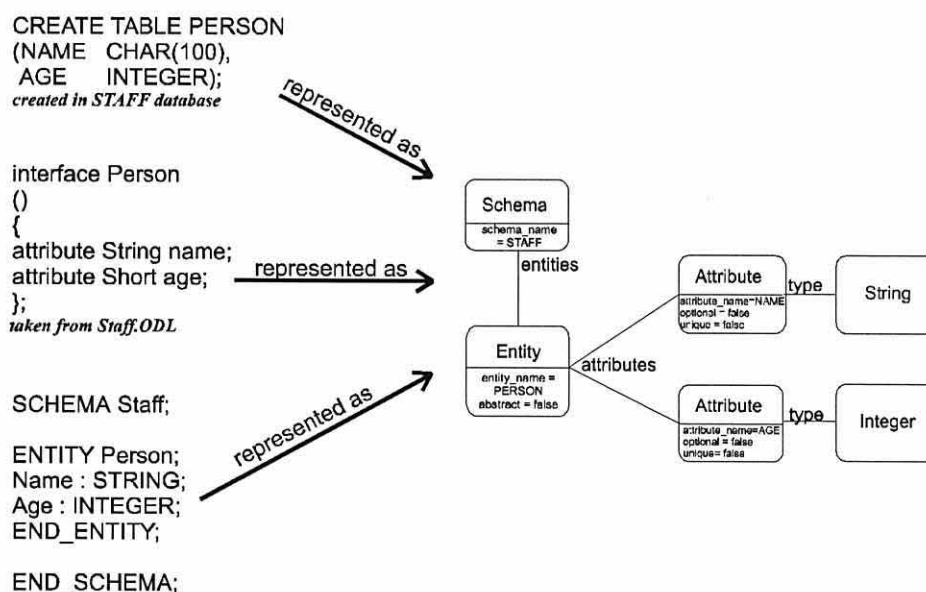 CREATE TABLE PERSON
(NAME CHAR(100),
AGE INTEGER);
created in STAFF database
represented as
interface Person
()
{
attribute String name;
attribute Short age;
};
taken from Staff.ODL
represented as
SCHEMA Staff;
ENTITY Person;
Name : STRING;
Age : INTEGER;
END_ENTITY;
END_SCHEMA;
represented as
Schema
schema_name
= STAFF
entities
Entity
entity_name =
PERSON
abstract = false
attributes
Attribute
attribute_name=NAME
optional = false
unique = false
type
String
Attribute
attribute_name=AGE
optional = false
unique= false
type
Integer